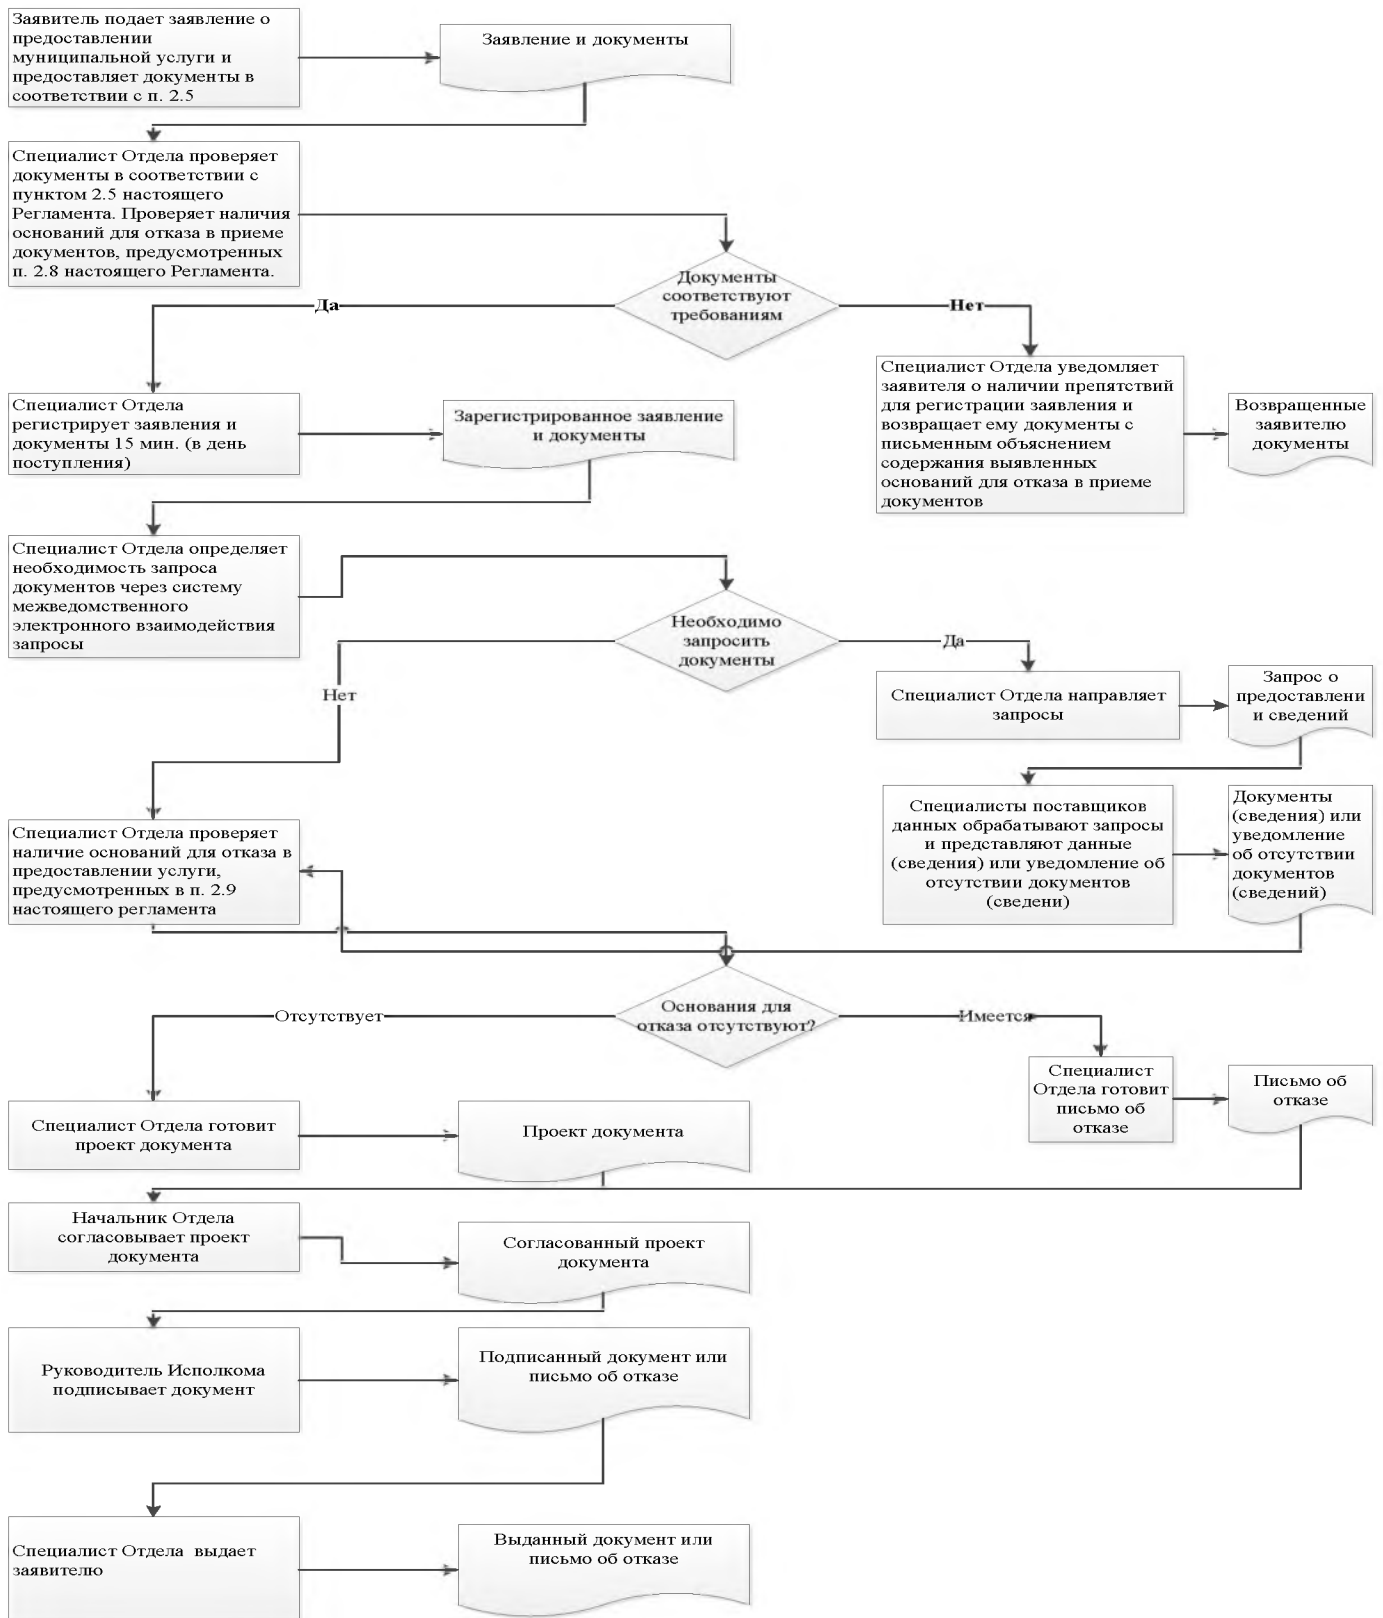 Заявитель подает заявление о
предоставлении
муниципальной услуги и
предоставляет документы в
соответствии с п. 2.5
Заявление и документы
Специалист Отдела проверяет
документы в соответствии с
пунктом 2.5 настоящего
Регламента. Проверяет наличия
оснований для отказа в приеме
документов, предусмотренных
п. 2.8 настоящего Регламента.
Документы
соответствуют
требованиям
Да
Нет
Специалист Отдела
регистрирует заявления и
документы 15 мин. (в день
поступления)
Зарегистрированное заявление
и документы
Специалист Отдела уведомляет
заявителя о наличии препятствий
для регистрации заявления и
возвращает ему документы с
письменным объяснением
содержания выявленных
оснований для отказа в приеме
документов
Возвращенные
заявителю
документы
Специалист Отдела определяет
необходимость запроса
документов через систему
межведомственного
электронного взаимодействия
запросы
Необходимо
запросить
документы
Да
Нет
Специалист Отдела направляет
запросы
Запрос о
предоставлени
и сведений
Специалист Отдела проверяет
наличие оснований для отказа в
предоставлении услуги,
предусмотренных в п. 2.9
настоящего регламента
Специалисты поставщиков
данных обрабатывают запросы
и представляют данные
(сведения) или уведомление об
отсутствии документов
(сведени)
Документы
(сведения) или
уведомление
об отсутствии
документов
(сведений)
Основания для
отказа отсутствуют?
Отсутствует
Имеется
Специалист
Отдела готовит
письмо об
отказе
Письмо об
отказе
Специалист Отдела готовит
проект документа
Проект документа
Начальник Отдела
согласовывает проект
документа
Согласованный проект
документа
Руководитель Исполкома
подписывает документ
Подписанный документ или
письмо об отказе
Специалист Отдела  выдает
заявителю
Выданный документ или
письмо об отказе